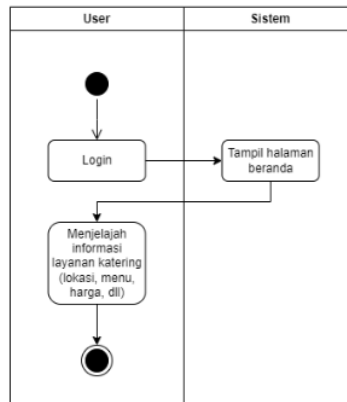 User
Sistem
Login
Tampil halaman
beranda
Menjelajah
informasi
layanan katering
(lokasi, menu,
harga, dll)